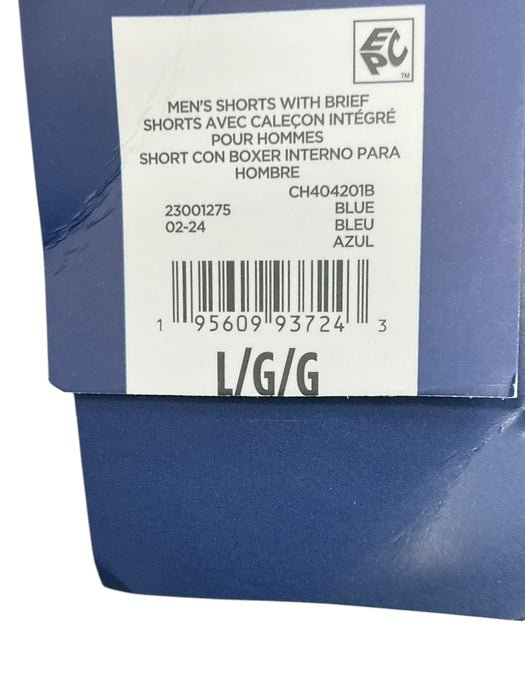 EPC
TM
MEN'S SHORTS WITH BRIEF
SHORTS AVEC CALEÇON INTÉGRÉ
POUR HOMMES
SHORT CON BOXER INTERNO PARA
HOMBRE
CH404201B
23001275 BLUE
02-24 BLEU
AZUL
1 95609 93724 3
L/G/G